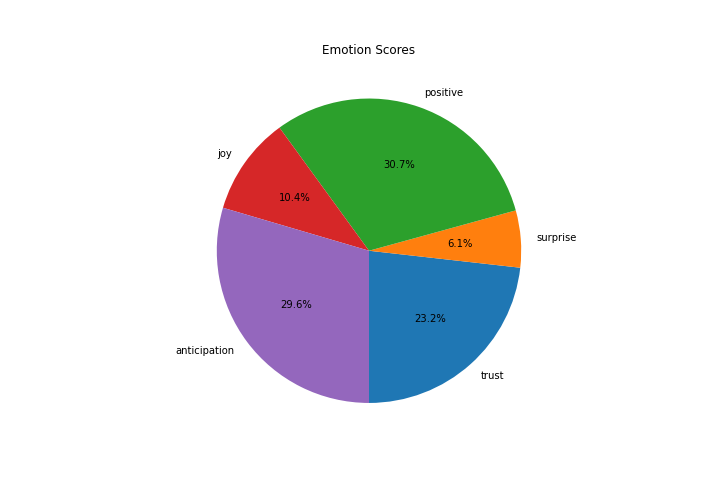 Emotion Scores
positive
30.7%
joy
10.4%
surprise
6.1%
29.6%
23.2%
anticipation
trust